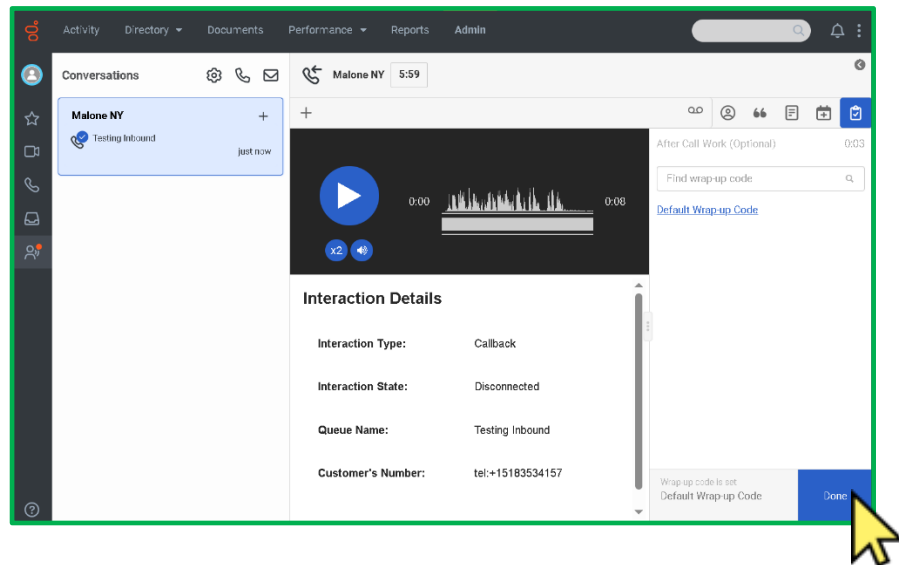 Activity Directory Documents Performance Reports Admin
Conversations
Malone NY 5:59
Malone NY
Testing Inbound
just now
After Call Work (Optional) 0:03
Find wrap-up code
Default Wrap-up Code
0:00 0:08
x2
Interaction Details
Interaction Type: Callback
Interaction State: Disconnected
Queue Name: Testing Inbound
Customer's Number: tel:+15183534157
Wrap-up code is set
Default Wrap-up Code
Done